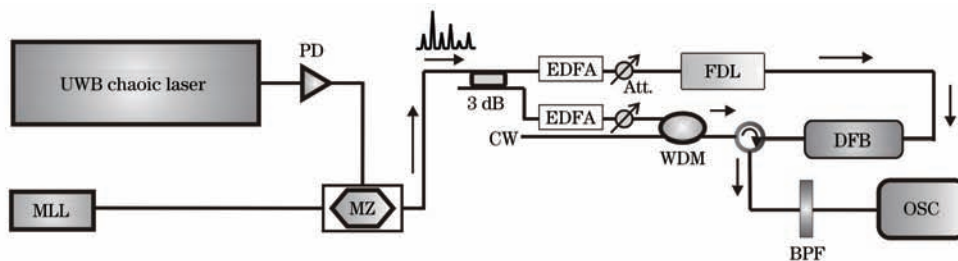 UWB chaoic laser
PD
MLL
MZ
3 dB
EDFA
Att.
FDL
EDFA
CW
WDM
DFB
BPF
OSC